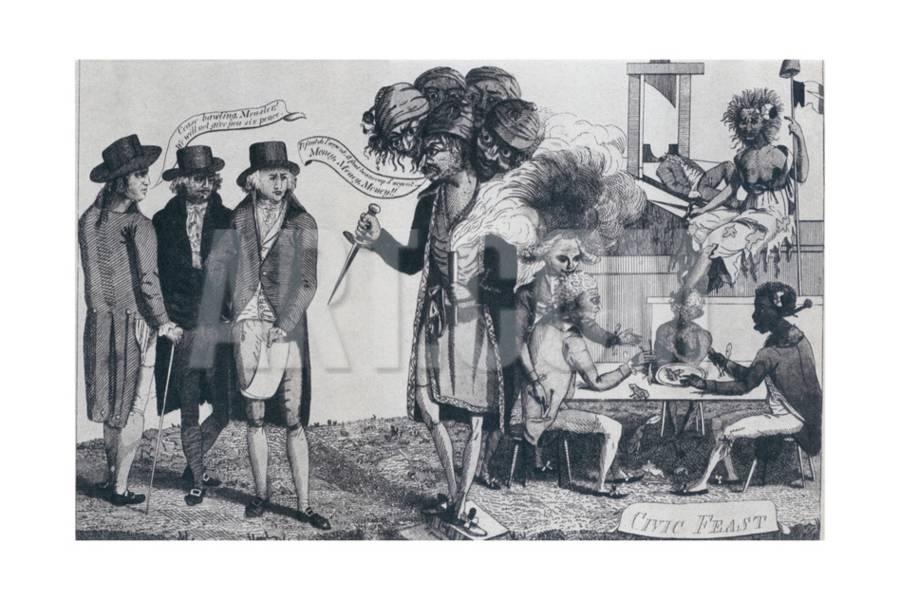 Cease bawling, Monster!
We will not give you six pence.
Money, Money, Money!!
CIVIC FEAST